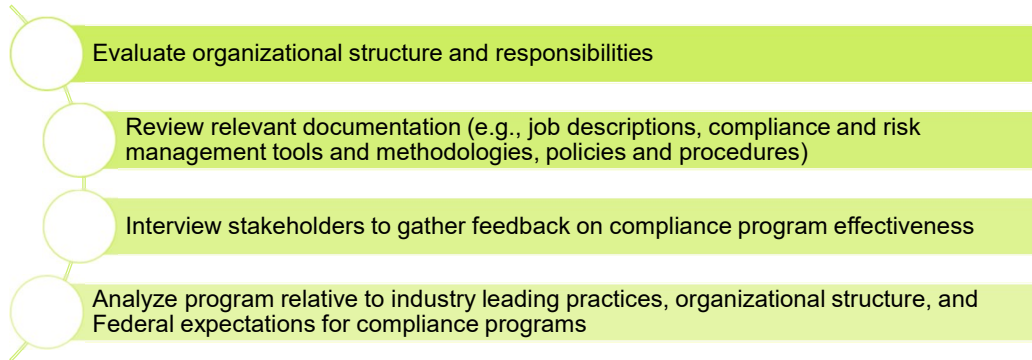 Evaluate organizational structure and responsibilities
Review relevant documentation (e.g., job descriptions, compliance and risk
management tools and methodologies, policies and procedures)
Interview stakeholders to gather feedback on compliance program effectiveness
Analyze program relative to industry leading practices, organizational structure, and
Federal expectations for compliance programs